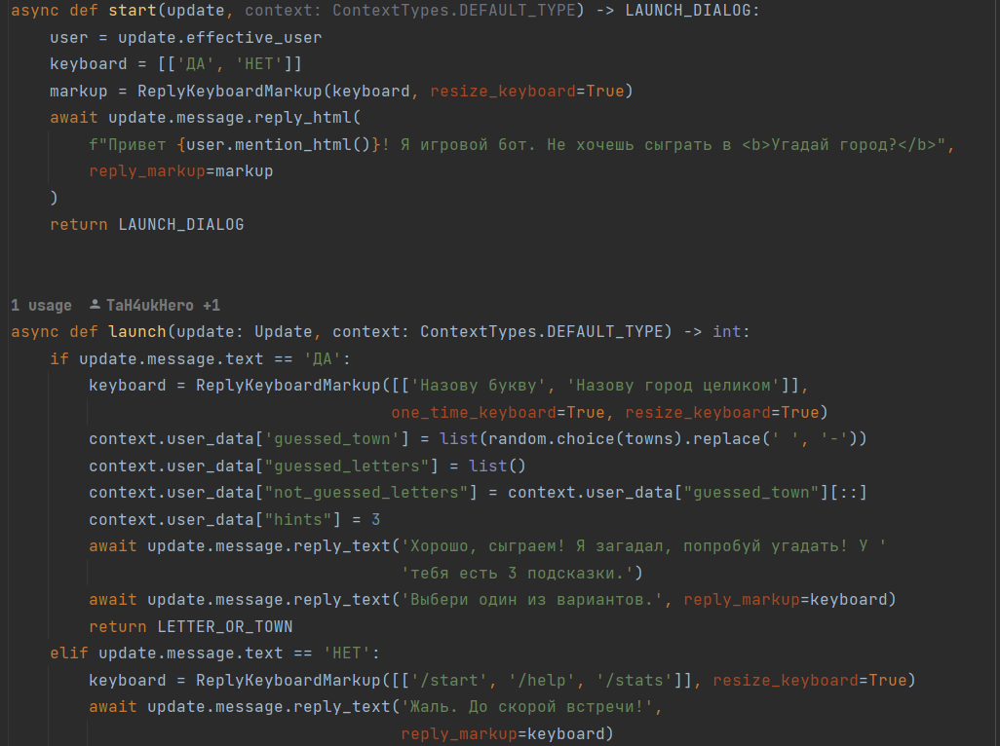 async def start(update, context: ContextTypes.DEFAULT_TYPE) -> LAUNCH_DIALOG:
    user = update.effective_user
    keyboard = [['ДА', 'НЕТ']]
    markup = ReplyKeyboardMarkup(keyboard, resize_keyboard=True)
    await update.message.reply_html(
        f"Привет {user.mention_html()}! Я игровой бот. Не хочешь сыграть в <b>Угадай город?</b>",
        reply_markup=markup
    )
    return LAUNCH_DIALOG
1 usage TaH4ukHero +1
async def launch(update: Update, context: ContextTypes.DEFAULT_TYPE) -> int:
    if update.message.text == 'ДА':
        keyboard = ReplyKeyboardMarkup([['Назову букву', 'Назову город целиком']],
                                       one_time_keyboard=True, resize_keyboard=True)
        context.user_data['guessed_town'] = list(random.choice(towns).replace(' ', '-'))
        context.user_data["guessed_letters"] = list()
        context.user_data["not_guessed_letters"] = context.user_data["guessed_town"][::]
        context.user_data["hints"] = 3
        await update.message.reply_text('Хорошо, сыграем! Я загадал, попробуй угадать! У '
                                        'тебя есть 3 подсказки.')
        await update.message.reply_text('Выбери один из вариантов.', reply_markup=keyboard)
        return LETTER_OR_TOWN
    elif update.message.text == 'НЕТ':
        keyboard = ReplyKeyboardMarkup([['/start', '/help', '/stats']], resize_keyboard=True)
        await update.message.reply_text('Жаль. До скорой встречи!',
                                        reply_markup=keyboard)